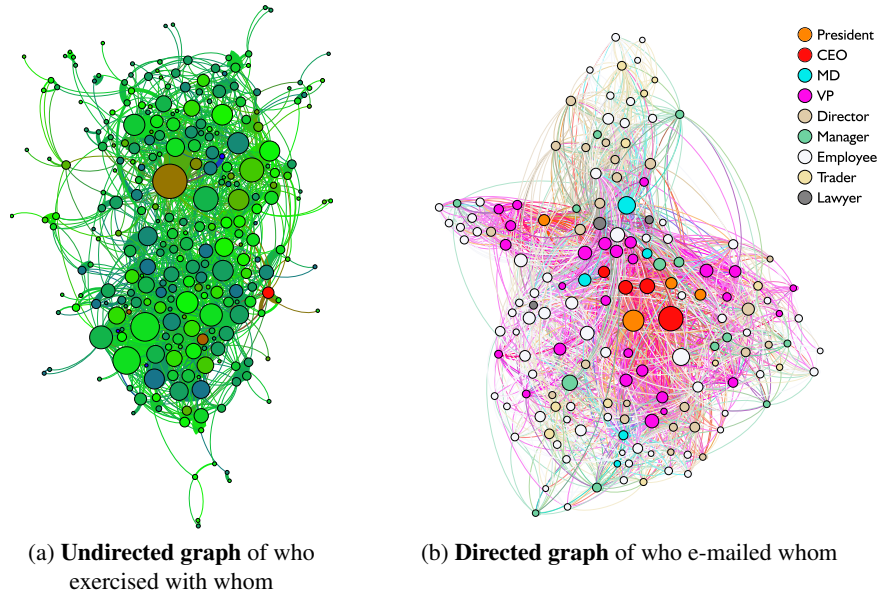 President
CEO
MD
VP
Director
Manager
Employee
Trader
Lawyer
(a) Undirected graph of who
exercised with whom
(b) Directed graph of who e-mailed whom